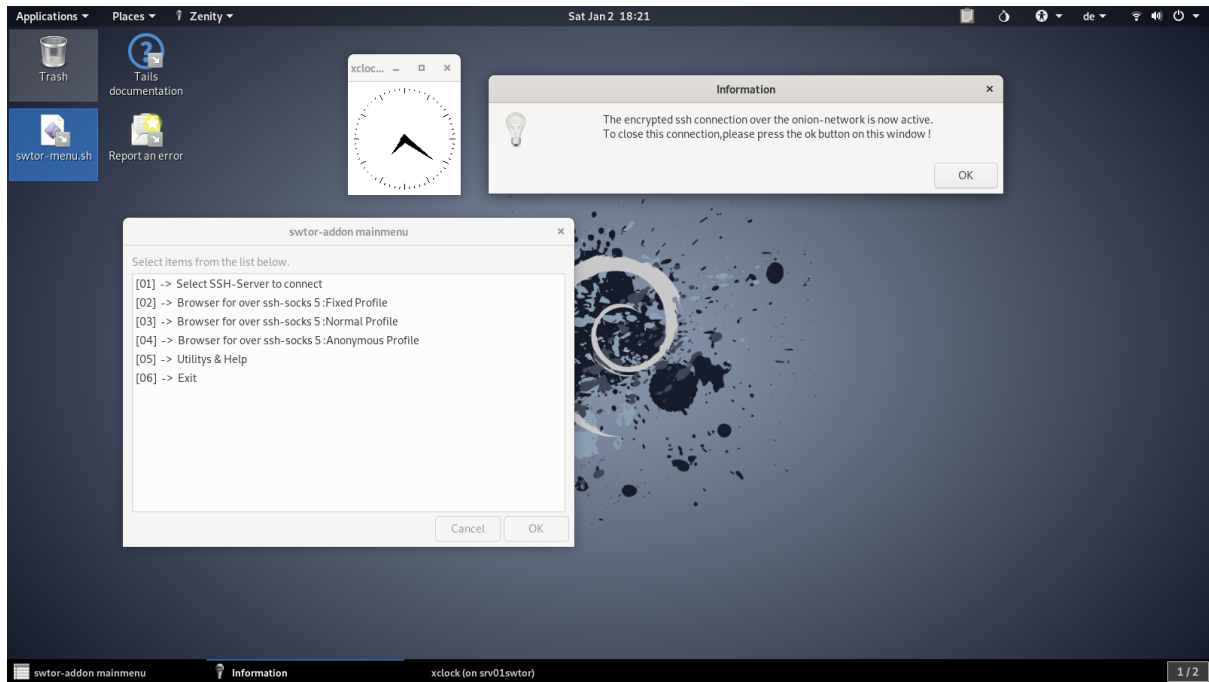 Applications Places Zenity Sat Jan 2 18:21 de
Trash
Tails
documentation
swtor-menu.sh
Report an error
xcloc...
Information
The encrypted ssh connection over the onion-network is now active.
To close this connection,please press the ok button on this window !
OK
swtor-addon mainmenu
Select items from the list below.
[01] -> Select SSH-Server to connect
[02] -> Browser for over ssh-socks 5 :Fixed Profile
[03] -> Browser for over ssh-socks 5 :Normal Profile
[04] -> Browser for over ssh-socks 5 :Anonymous Profile
[05] -> Utilitys & Help
[06] -> Exit
Cancel OK
swtor-addon mainmenu Information xclock (on srv01swtor) 1 / 2